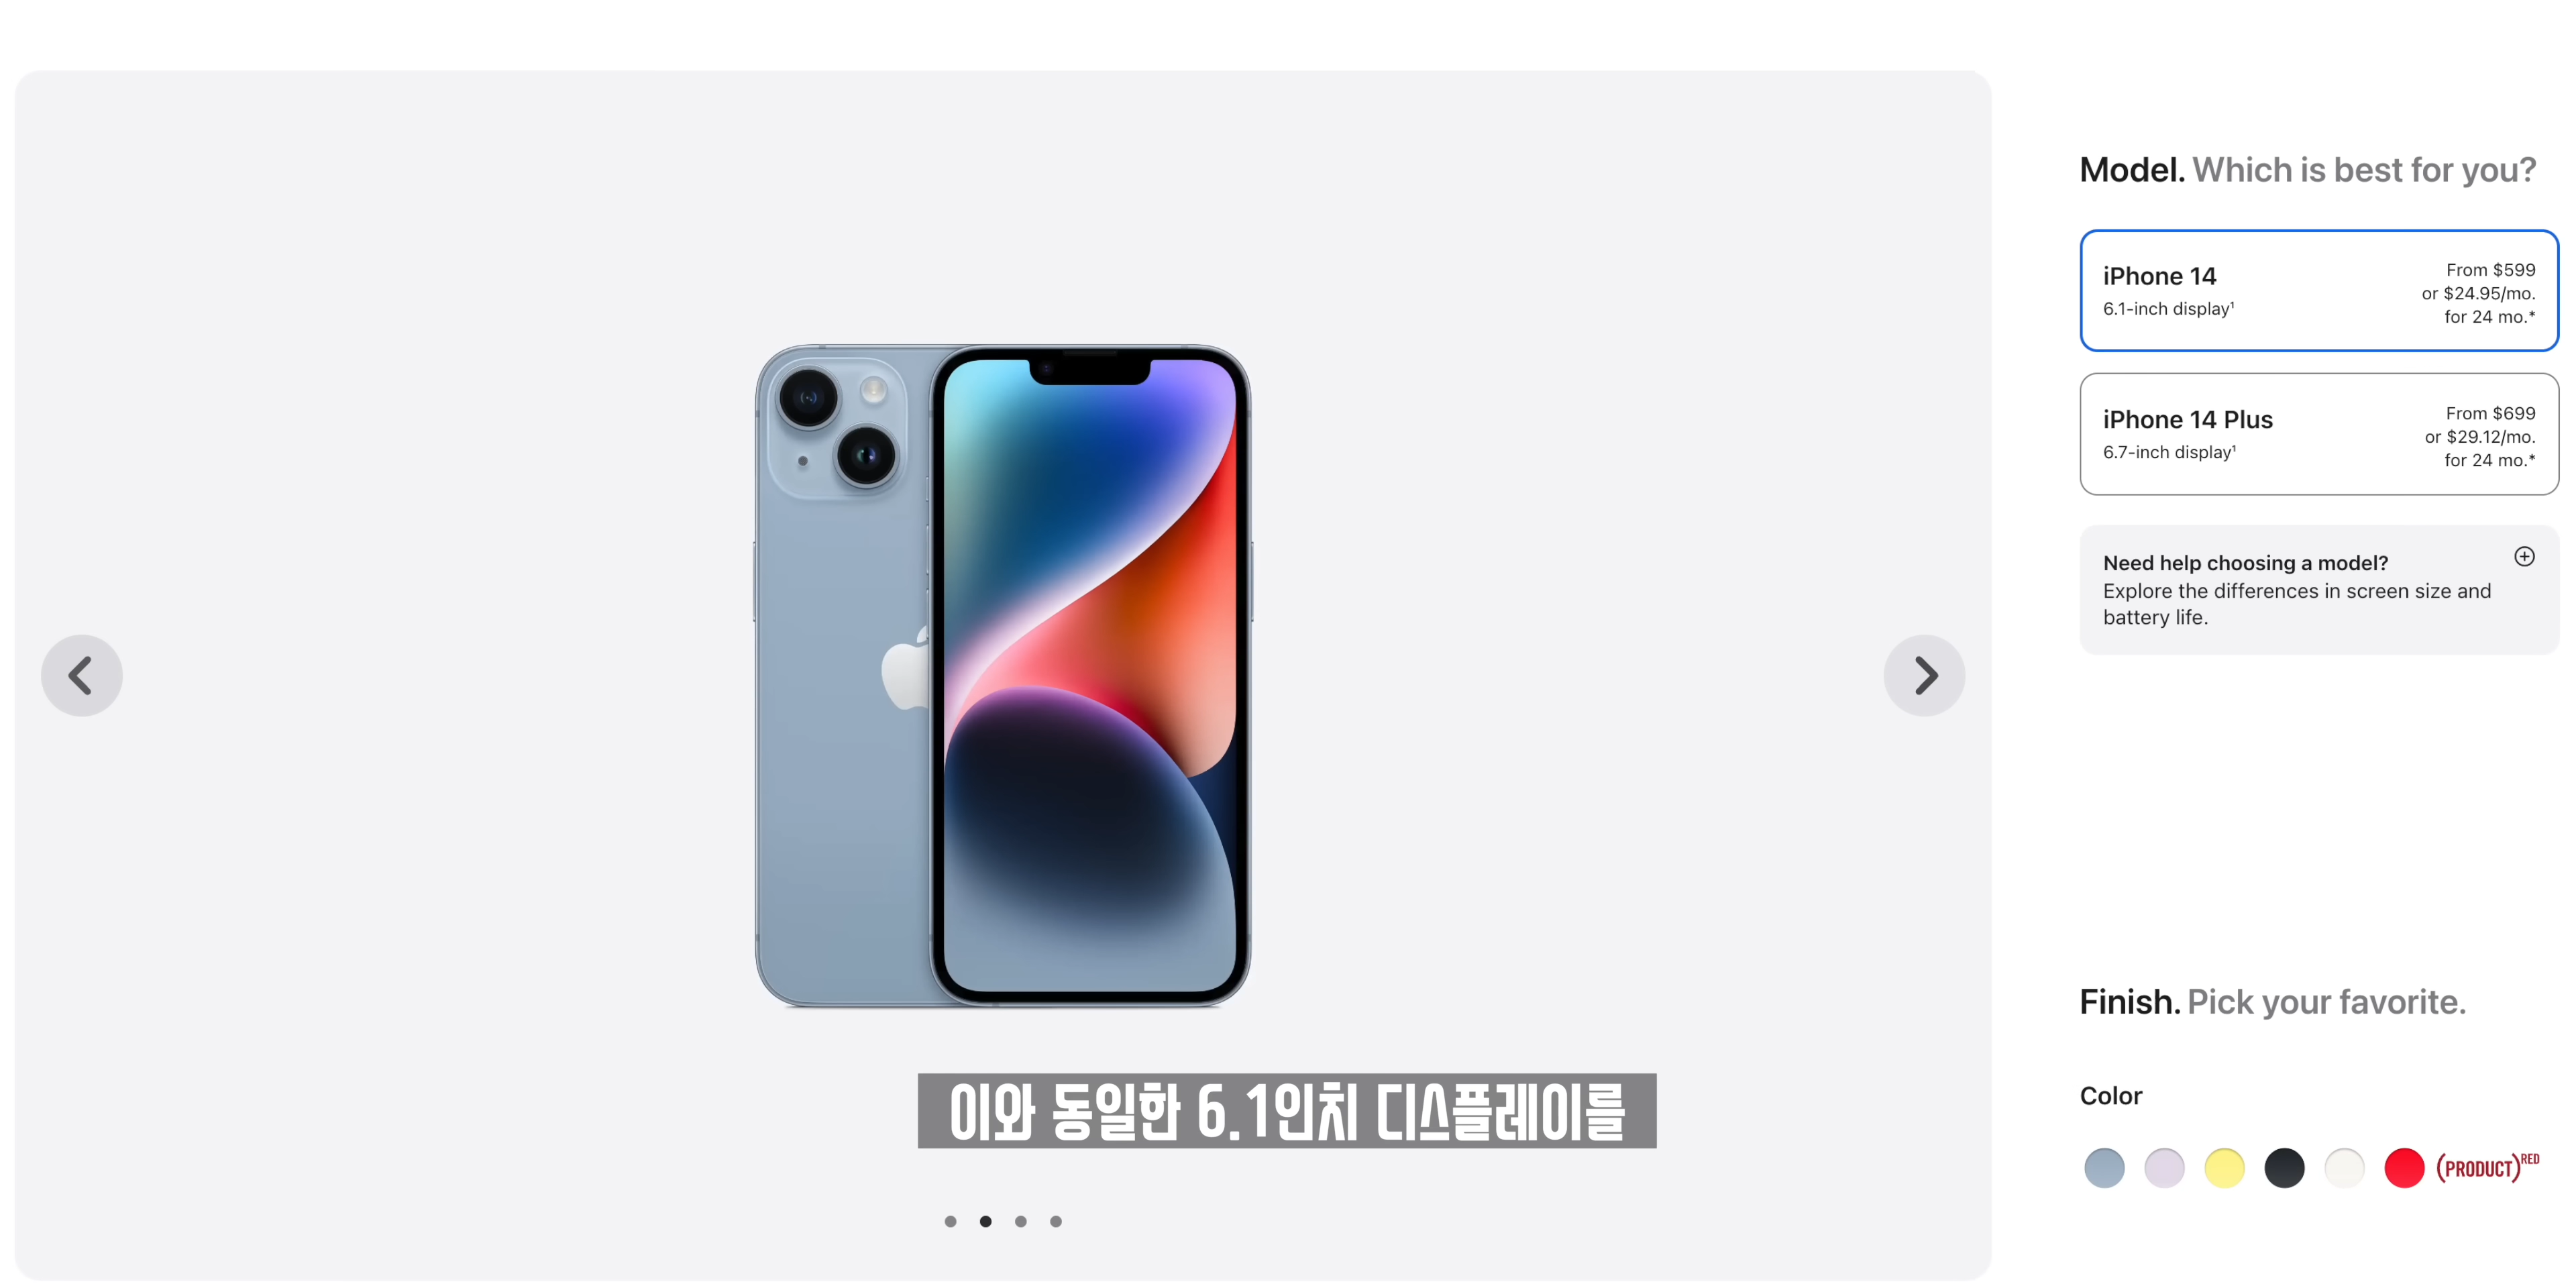 Model. Which is best for you?
iPhone 14
6.1-inch display¹
From $599
or $24.95/mo.
for 24 mo.*
iPhone 14 Plus
6.7-inch display¹
From $699
or $29.12/mo.
for 24 mo.*
Need help choosing a model?
Explore the differences in screen size and
battery life.
이와 동일한 6.1인치 디스플레이를
Finish. Pick your favorite.
Color
(PRODUCT)RED